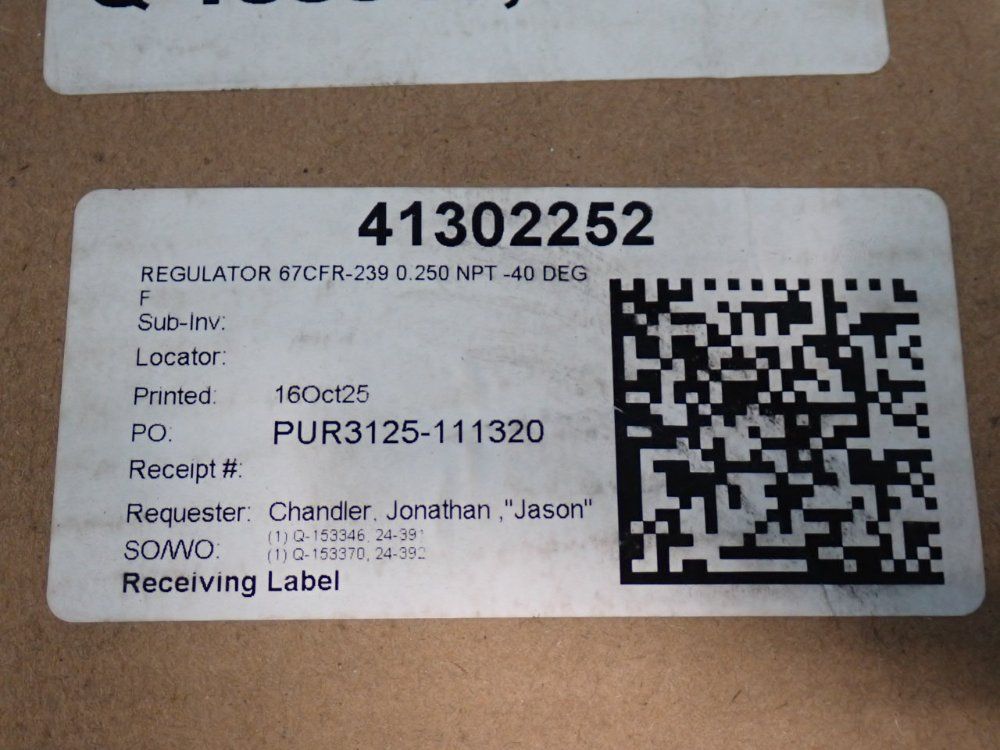 41302252
REGULATOR 67CFR-239 0.250 NPT -40 DEG
F
Sub-Inv:
Locator:
Printed: 16Oct25
PO: PUR3125-111320
Receipt #:
Requester: Chandler, Jonathan ,"Jason"
SO/WO: (1) Q-153346, 24-391
(1) Q-153370, 24-392
Receiving Label